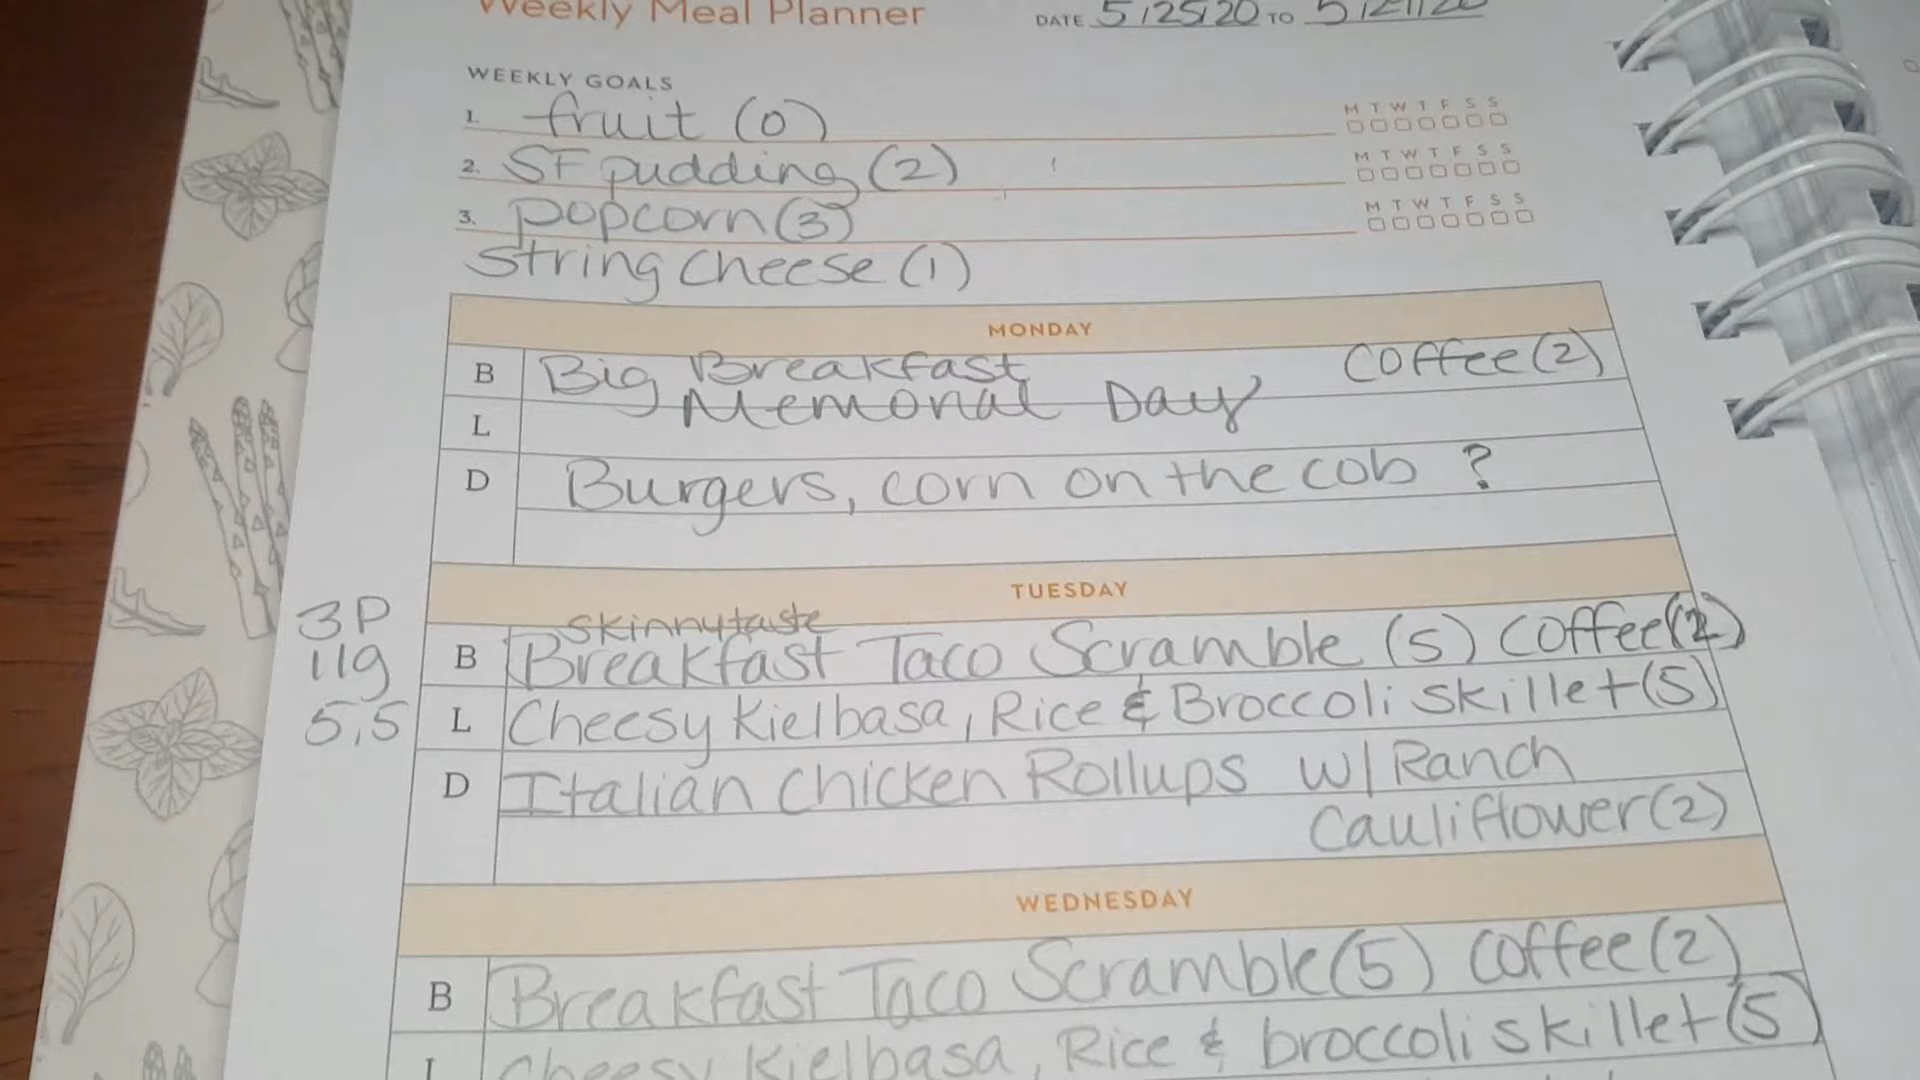 Weekly Meal Planner DATE 5/25/20 TO
WEEKLY GOALS
M T W T F S S
1. fruit (0)
M T W T F S S
2. SF pudding (2)
M T W T F S S
3. popcorn (3)
String cheese (1)
MONDAY
B Big Breakfast Coffee (2)
Memorial Day
L
D Burgers, corn on the cob ?
TUESDAY
3P
skinnytaste
B Breakfast Taco Scramble (5) Coffee (2)
11g
L Cheesy Kielbasa, Rice & Broccoli Skillet (5)
5,5
D Italian Chicken Rollups w/ Ranch
Cauliflower (2)
WEDNESDAY
B Breakfast Taco Scramble (5) Coffee (2)
L Cheesy Kielbasa, Rice & broccoli skillet (5)